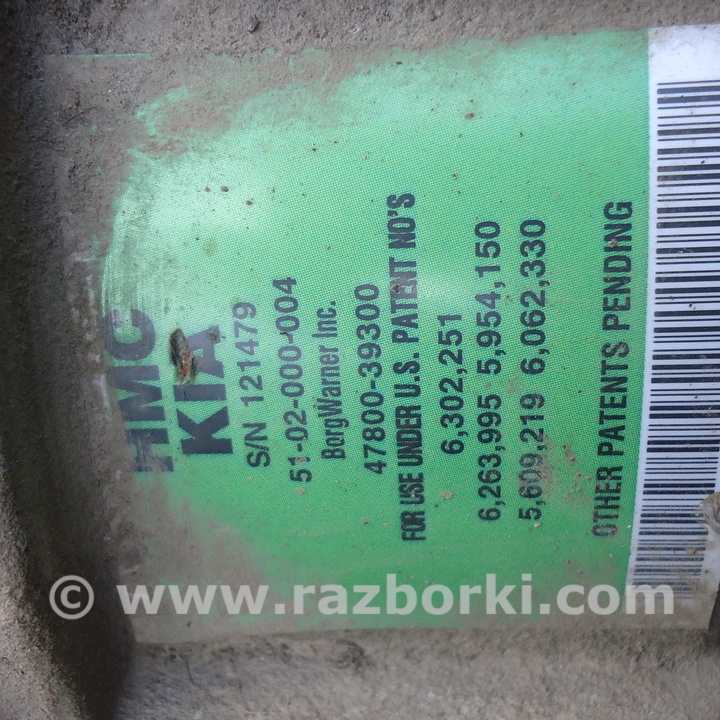 HMC
KIA
S/N 121479
51-02-000-004
BorgWarner Inc.
47800-39300
FOR USE UNDER U.S. PATENT NO'S
6,302,251
6,263,995 5,954,150
5,609,219 6,062,330
OTHER PATENTS PENDING
© www.razborki.com